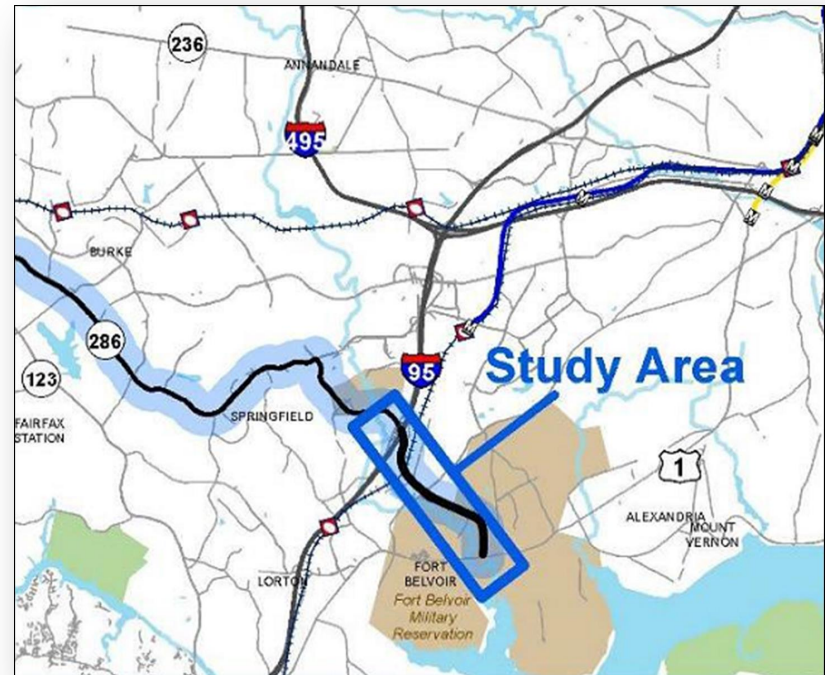 236
ANNANDALE
495
BURKE
286
123
95
Study Area
FAIRFAX
STATION
SPRINGFIELD
1
ALEXANDRIA
MOUNT
VERNON
LORTON
FORT
BELVOIR
Fort Belvoir
Military
Reservation
M
M
M
M
M
M